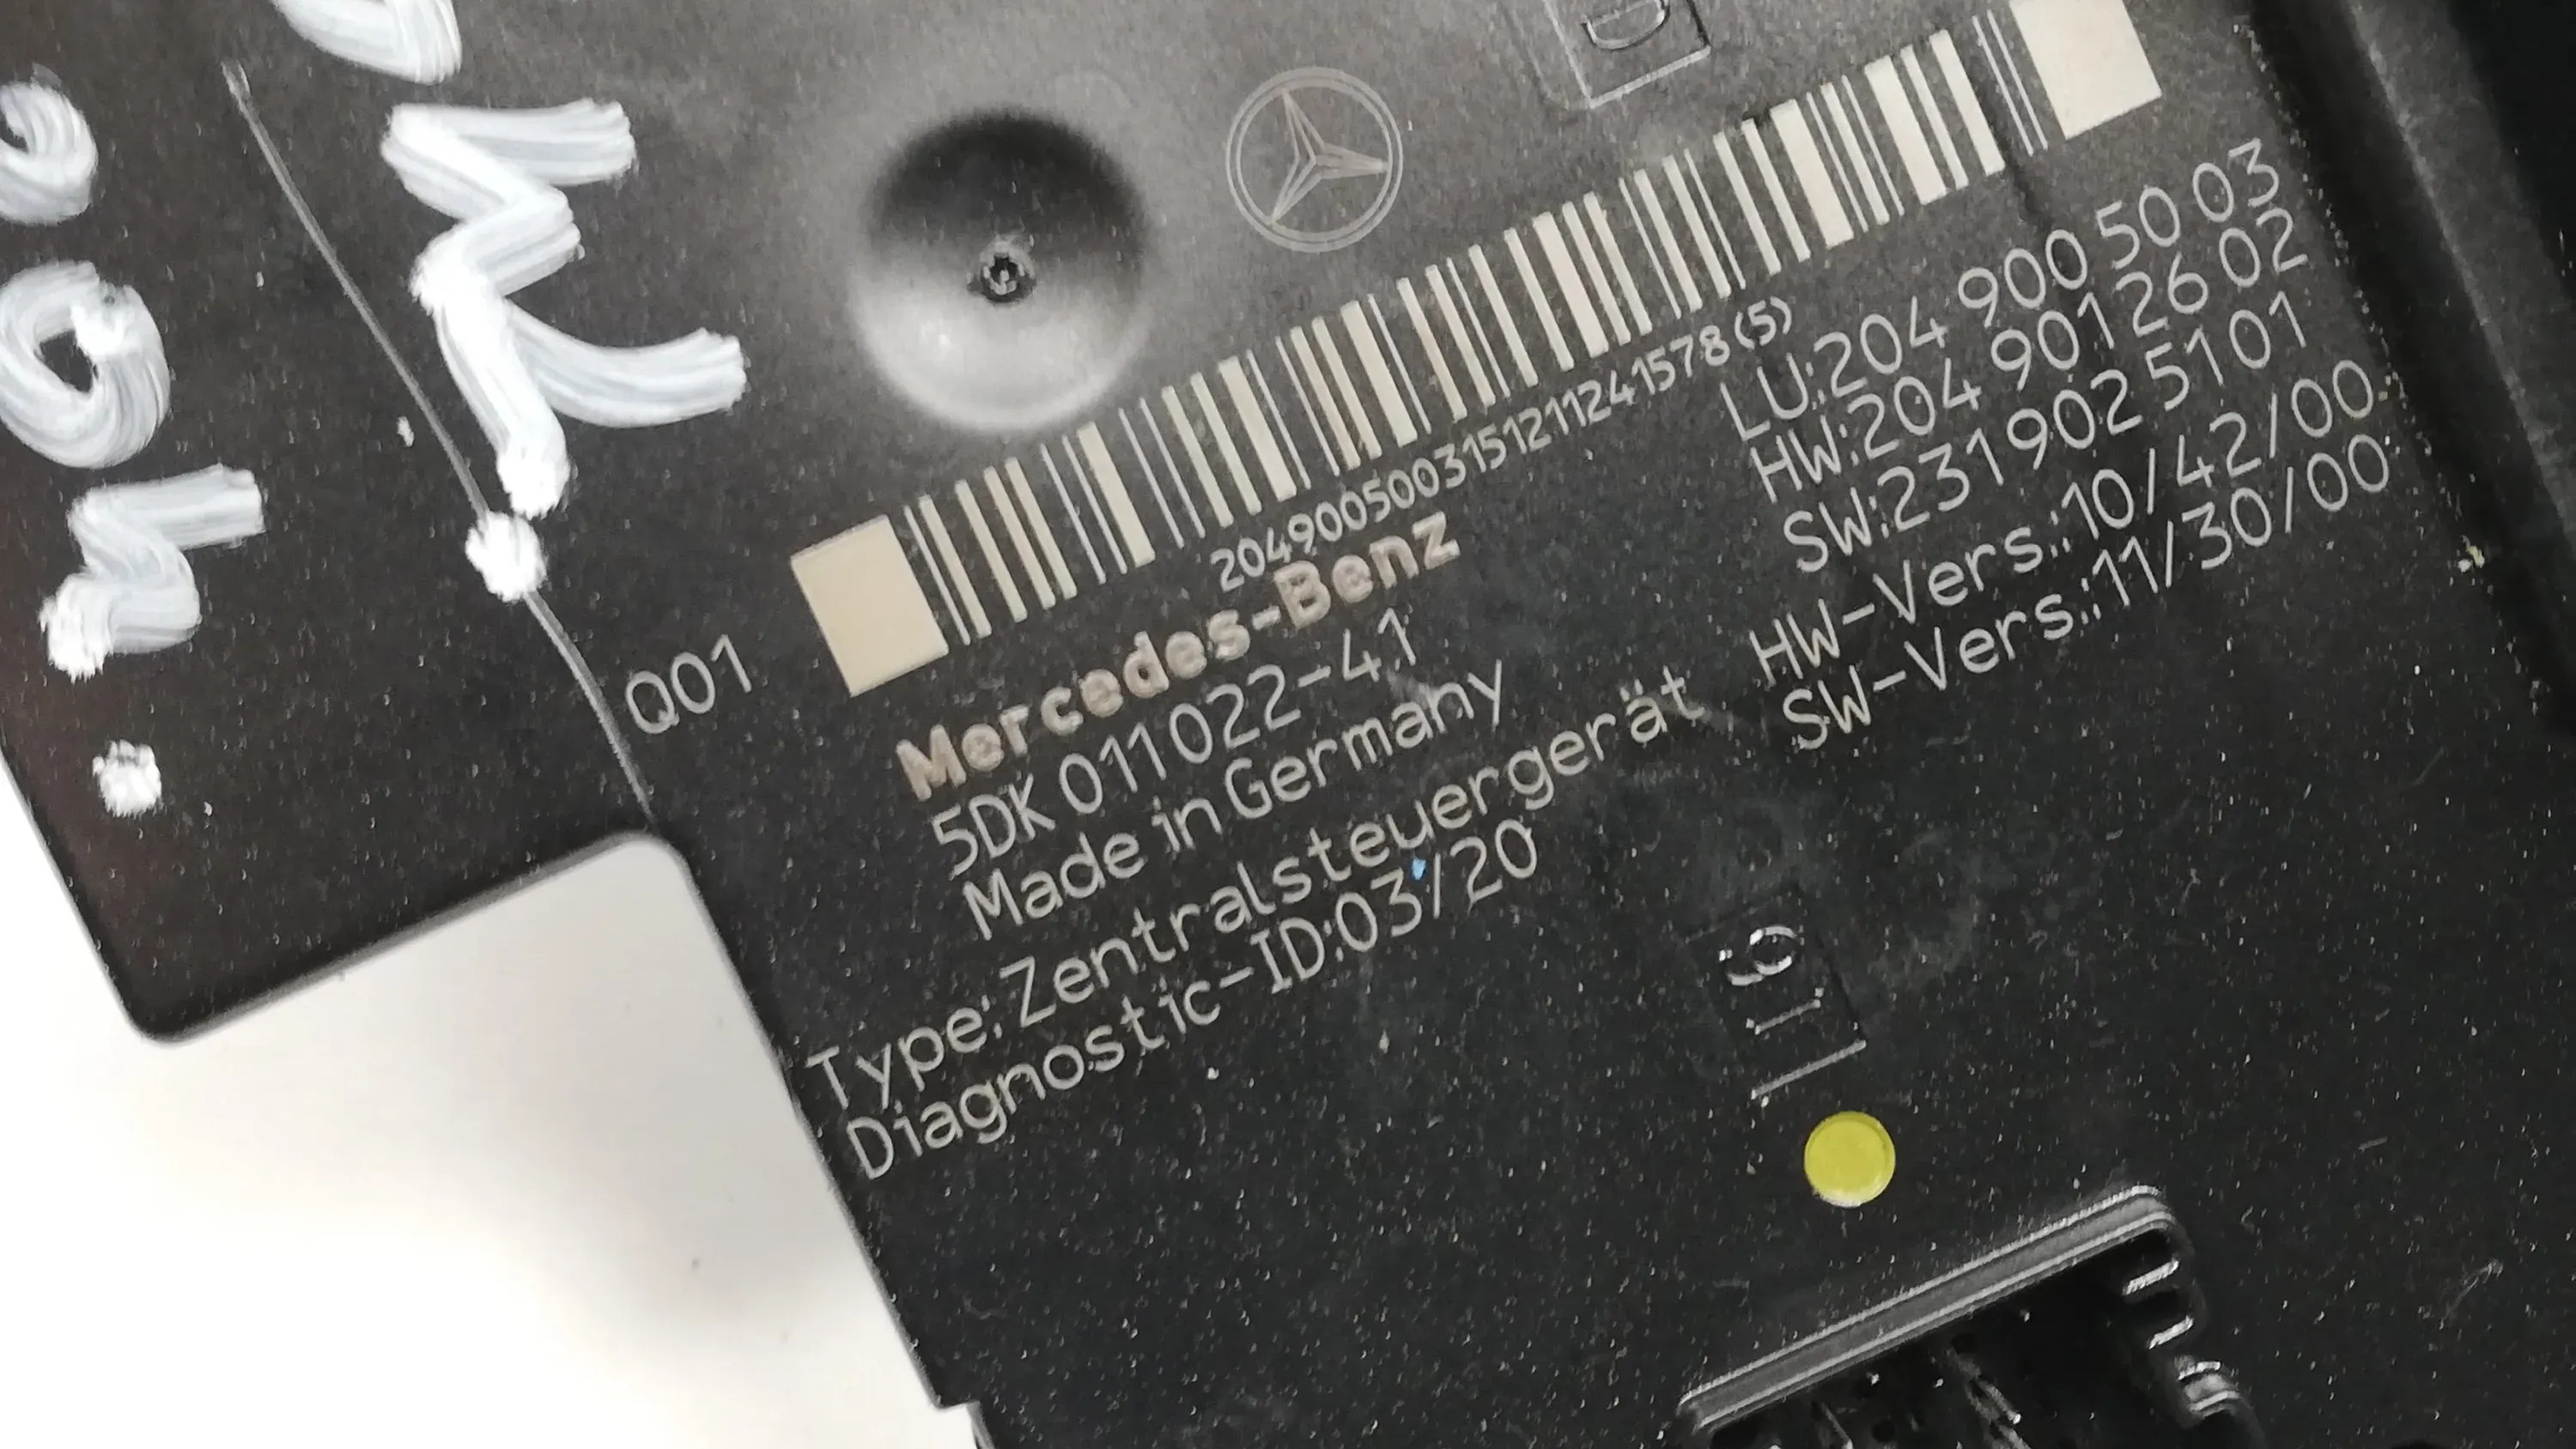 20490050031512112415​78(5)
LU:204 900 50 03
HW:204 901 26 02
SW:231 902 51 01
HW-Vers.:10/42/00
SW-Vers.:11/30/00
Q01
Mercedes-Benz
5DK 011022-41
Made in Germany
Type: Zentralsteuergerät
Diagnostic-ID:03/20
D